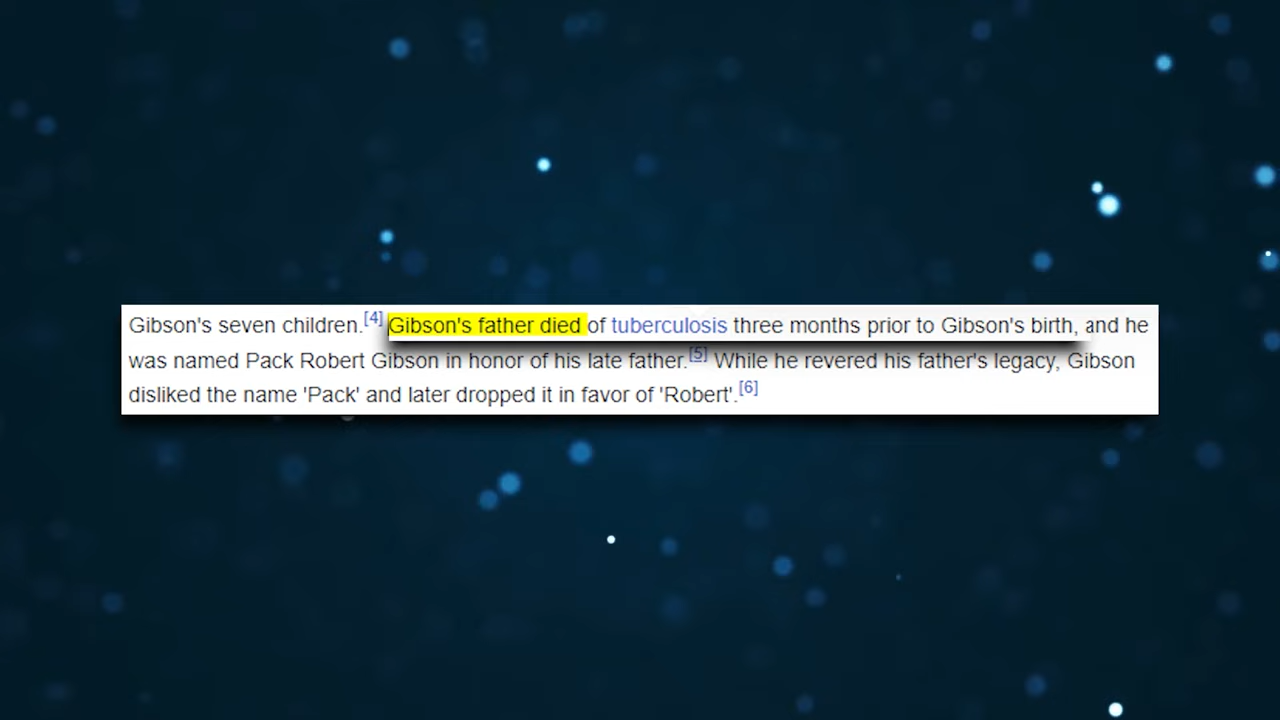 Gibson's seven children.[4] Gibson's father died of tuberculosis three months prior to Gibson's birth, and he
was named Pack Robert Gibson in honor of his late father.[5] While he revered his father's legacy, Gibson
disliked the name 'Pack' and later dropped it in favor of 'Robert'.[6]